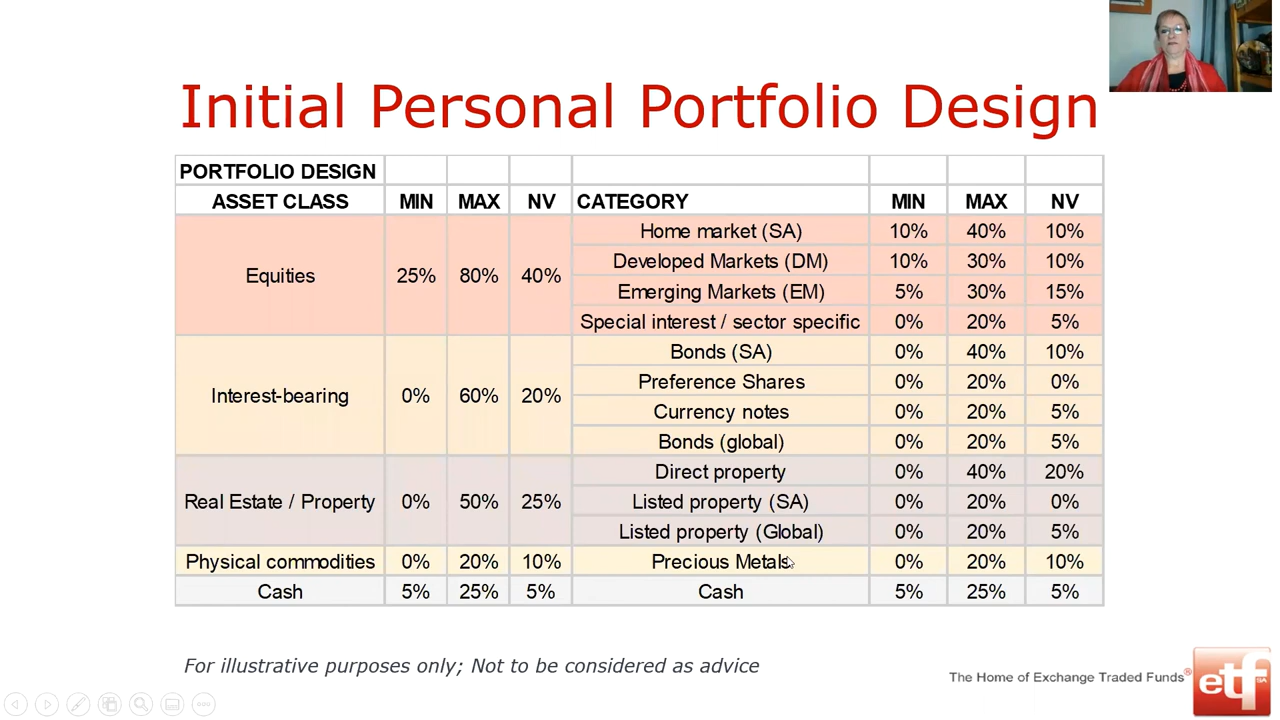 Initial Personal Portfolio Design
PORTFOLIO DESIGN
ASSET CLASS MIN MAX NV CATEGORY MIN MAX NV
Equities 25% 80% 40% Home market (SA) 10% 40% 10%
Developed Markets (DM) 10% 30% 10%
Emerging Markets (EM) 5% 30% 15%
Special interest / sector specific 0% 20% 5%
Interest-bearing 0% 60% 20% Bonds (SA) 0% 40% 10%
Preference Shares 0% 20% 0%
Currency notes 0% 20% 5%
Bonds (global) 0% 20% 5%
Real Estate / Property 0% 50% 25% Direct property 0% 40% 20%
Listed property (SA) 0% 20% 0%
Listed property (Global) 0% 20% 5%
Physical commodities 0% 20% 10% Precious Metals 0% 20% 10%
Cash 5% 25% 5% Cash 5% 25% 5%
For illustrative purposes only; Not to be considered as advice
The Home of Exchange Traded Funds®
etfSA